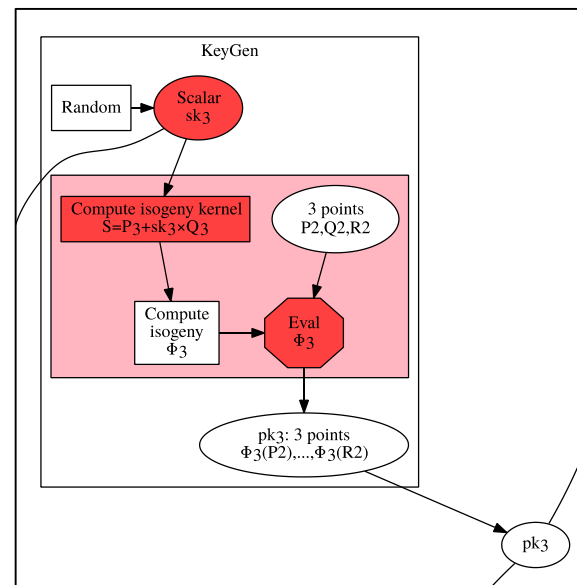 KeyGen
Random
Scalar
sk3
Compute isogeny kernel
S=P3+sk3×Q3
3 points
P2,Q2,R2
Compute
isogeny
Φ3
Eval
Φ3
pk3: 3 points
Φ3(P2),...,Φ3(R2)
pk3